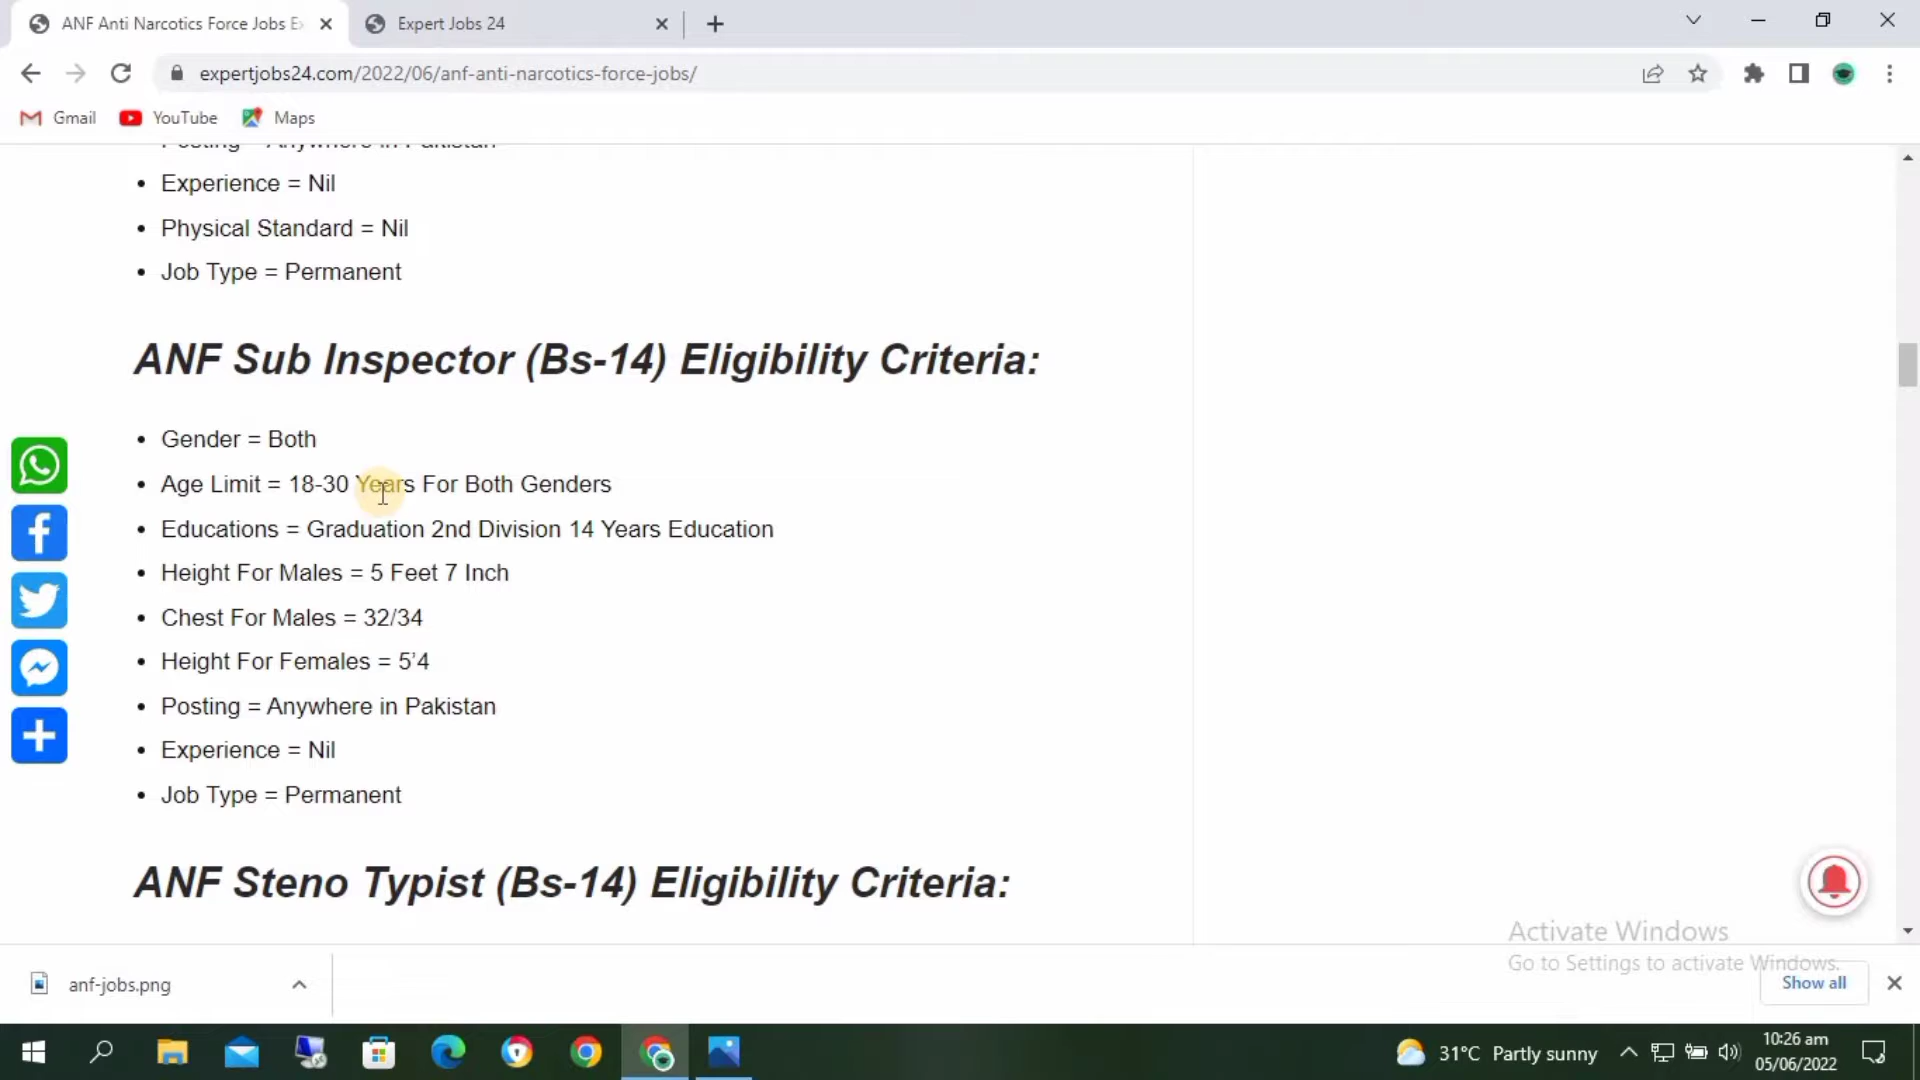 ANF Anti Narcotics Force Jobs Ex
Expert Jobs 24
expertjobs24.com/2022/06/anf-anti-narcotics-force-jobs/
Gmail
YouTube
Maps
Posting = Anywhere in Pakistan
• Experience = Nil
• Physical Standard = Nil
• Job Type = Permanent
ANF Sub Inspector (Bs-14) Eligibility Criteria:
• Gender = Both
• Age Limit = 18-30 Years For Both Genders
• Educations = Graduation 2nd Division 14 Years Education
• Height For Males = 5 Feet 7 Inch
• Chest For Males = 32/34
• Height For Females = 5’4
• Posting = Anywhere in Pakistan
• Experience = Nil
• Job Type = Permanent
ANF Steno Typist (Bs-14) Eligibility Criteria:
Activate Windows
Go to Settings to activate Windows.
anf-jobs.png
Show all
31°C Partly sunny
10:26 am
05/06/2022